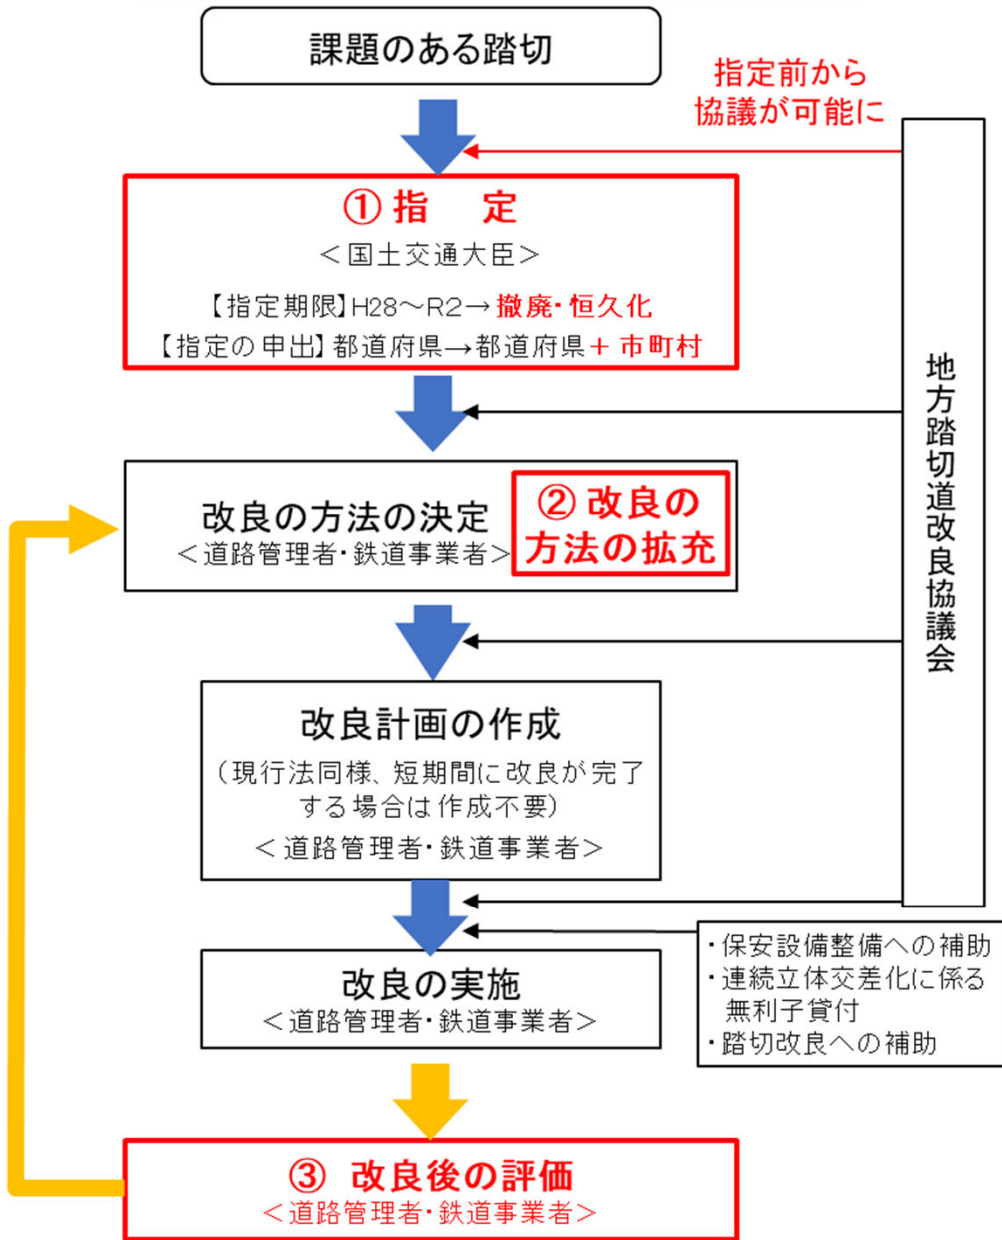 課題のある踏切
指定前から
協議が可能に
① 指 定
＜国土交通大臣＞
【指定期限】H28～R2→撤廃・恒久化
【指定の申出】都道府県→都道府県＋市町村
地方踏切道改良協議会
改良の方法の決定
＜道路管理者・鉄道事業者＞
② 改良の
方法の拡充
改良計画の作成
（現行法同様、短期間に改良が完了
する場合は作成不要）
＜道路管理者・鉄道事業者＞
・保安設備整備への補助
・連続立体交差化に係る
無利子貸付
・踏切改良への補助
改良の実施
＜道路管理者・鉄道事業者＞
③ 改良後の評価
＜道路管理者・鉄道事業者＞